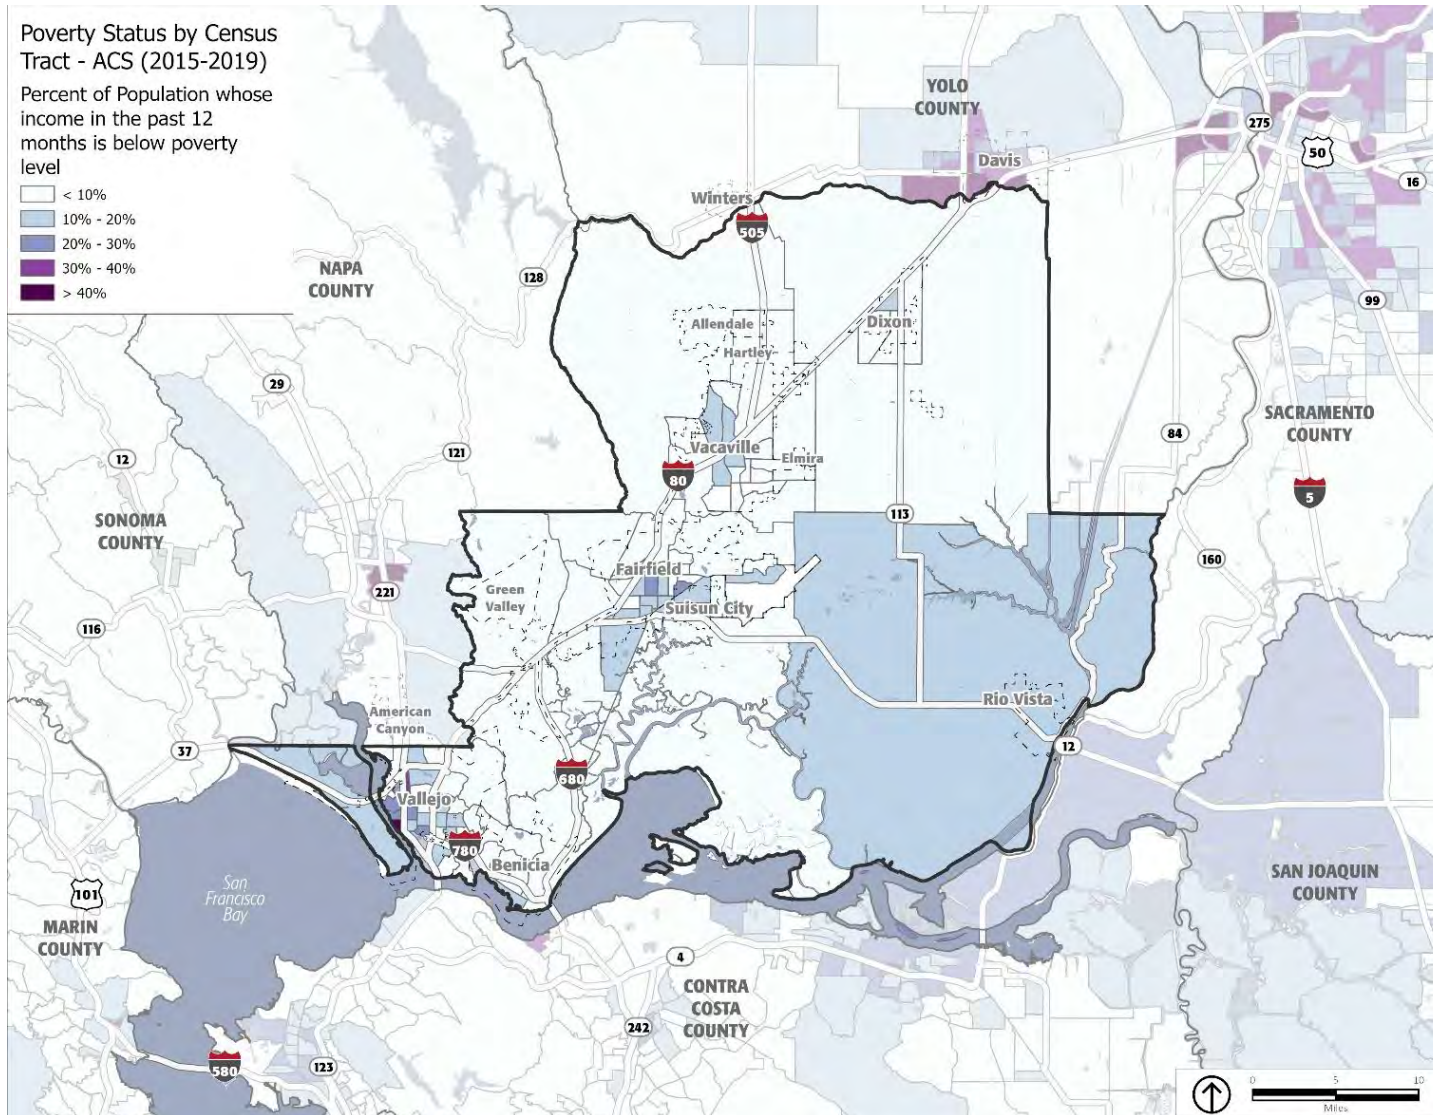 Poverty Status by Census
Tract - ACS (2015-2019)
Percent of Population whose
income in the past 12
months is below poverty
level
< 10%
10% - 20%
20% - 30%
30% - 40%
> 40%
YOLO
COUNTY
275
50
16
Davis
Winters
505
NAPA
COUNTY
128
99
Allendale
Dixon
Hartley
29
SACRAMENTO
COUNTY
84
12
121
Vacaville
Elmira
80
5
SONOMA
COUNTY
113
160
Fairfield
221
Green
Valley
Suisun City
116
Rio Vista
American
Canyon
37
12
680
Vallejo
780
Benicia
San
Francisco
Bay
101
MARIN
COUNTY
SAN JOAQUIN
COUNTY
4
CONTRA
COSTA
COUNTY
242
580
123
0 5 10
Miles